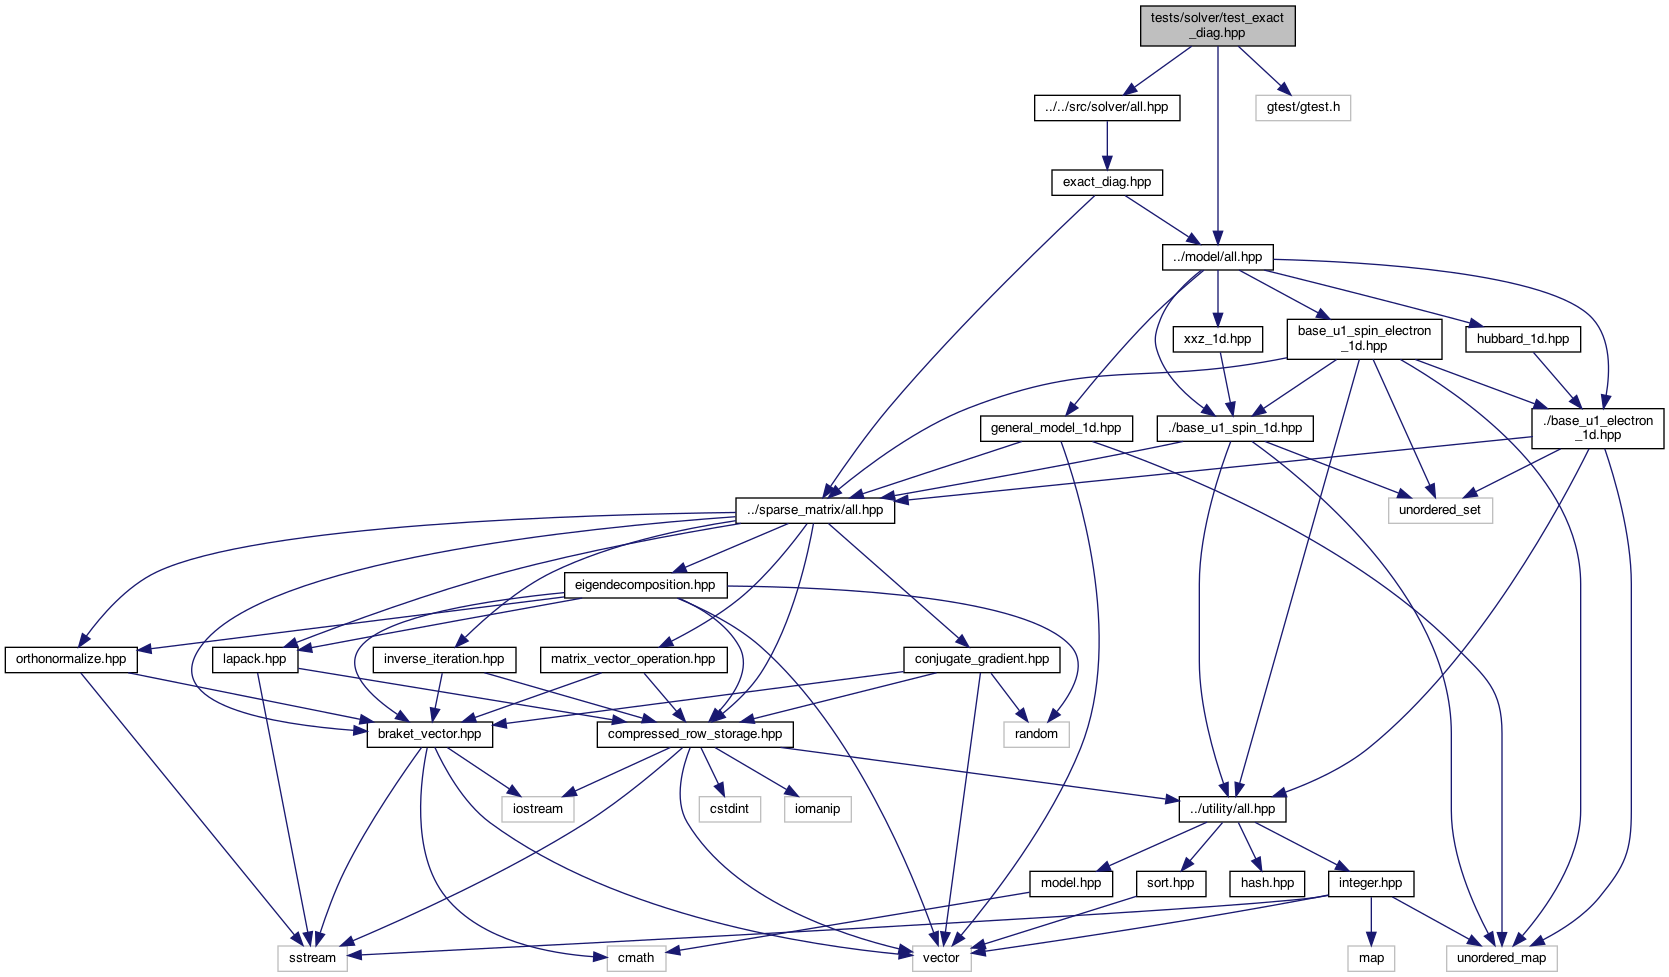 tests/solver/test_exact
_diag.hpp
../../src/solver/all.hpp
gtest/gtest.h
exact_diag.hpp
../model/all.hpp
xxz_1d.hpp
base_u1_spin_electron
_1d.hpp
hubbard_1d.hpp
general_model_1d.hpp
./base_u1_spin_1d.hpp
./base_u1_electron
_1d.hpp
../sparse_matrix/all.hpp
unordered_set
eigendecomposition.hpp
orthonormalize.hpp
lapack.hpp
inverse_iteration.hpp
matrix_vector_operation.hpp
conjugate_gradient.hpp
braket_vector.hpp
compressed_row_storage.hpp
random
iostream
cstdint
iomanip
../utility/all.hpp
model.hpp
sort.hpp
hash.hpp
integer.hpp
sstream
cmath
vector
map
unordered_map